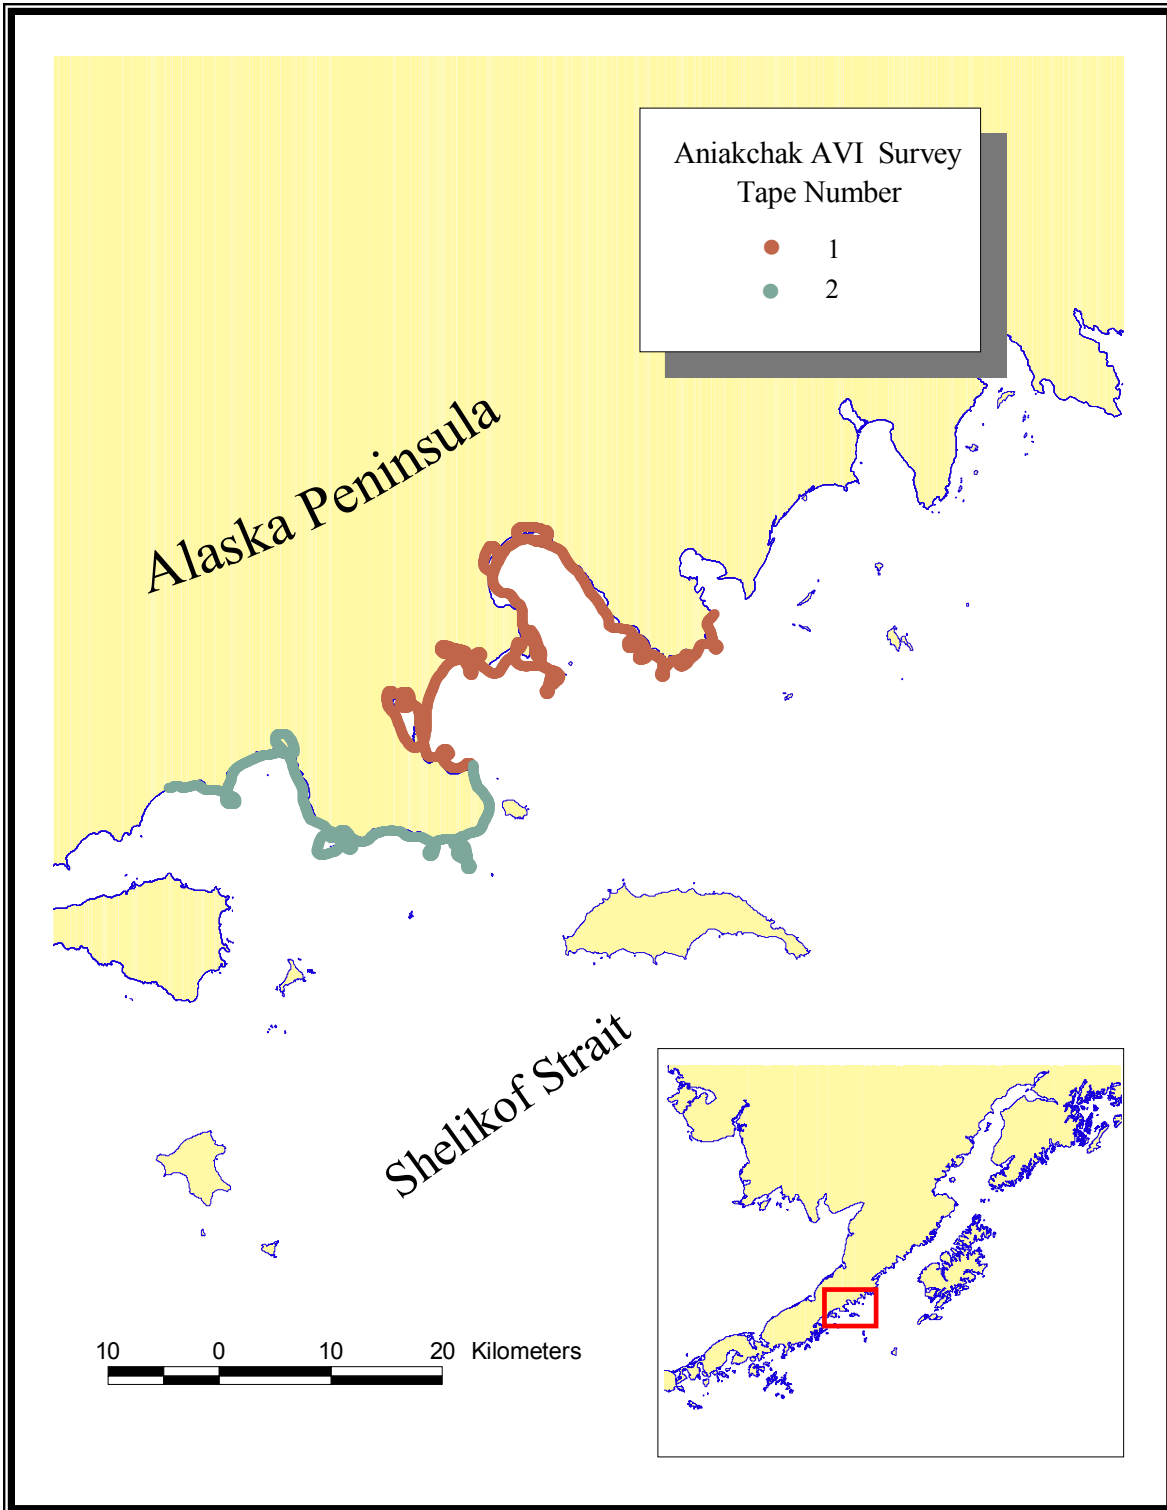 Aniakchak AVI Survey
Tape Number
1
2
Alaska Peninsula
Shelikof Strait
10 0 10 20 Kilometers